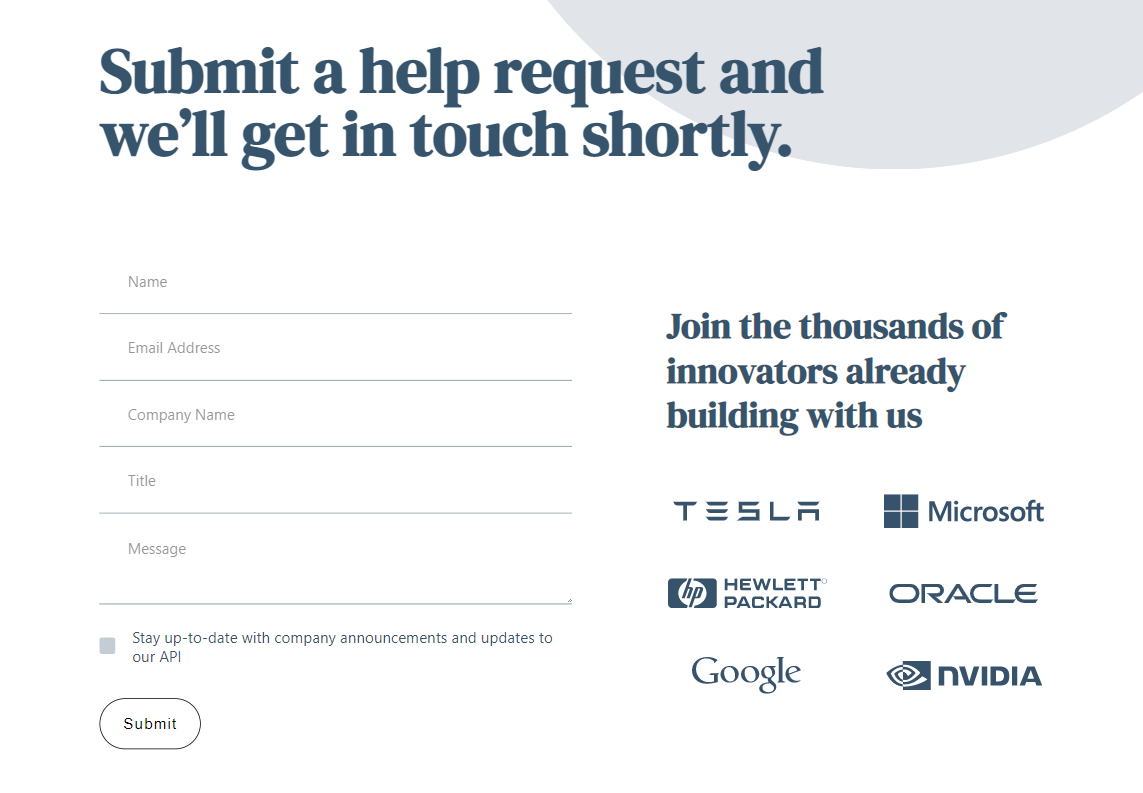 Submit a help request and
we’ll get in touch shortly.
Name
Email Address
Company Name
Title
Message
Stay up-to-date with company announcements and updates to
our API
Submit
Join the thousands of
innovators already
building with us
TESLA
Microsoft
hp HEWLETT
PACKARD
ORACLE
Google
NVIDIA